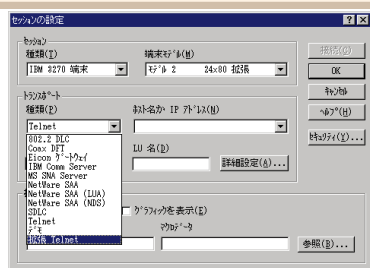 セッションの設定
セッション
種類(T)
端末モデル(M)
IBM 3270 端末
モデル 2 24x80 拡張
接続(C)
OK
キャンセル
ヘルプ(H)
セキュリティ(Y)...
トランスポート
種類(P)
ホスト名か IP アドレス(N)
Telnet
LU 名(D)
詳細設定(A)...
802.2 DLC
Coax DFT
Eicon ゲートウェイ
IBM Comm Server
MS SNA Server
NetWare SAA
NetWare SAA (LUA)
NetWare SAA (NDS)
SDLC
Telnet
デモ
拡張 Telnet
グラフィックを表示(E)
マクロデータ
参照(B)...